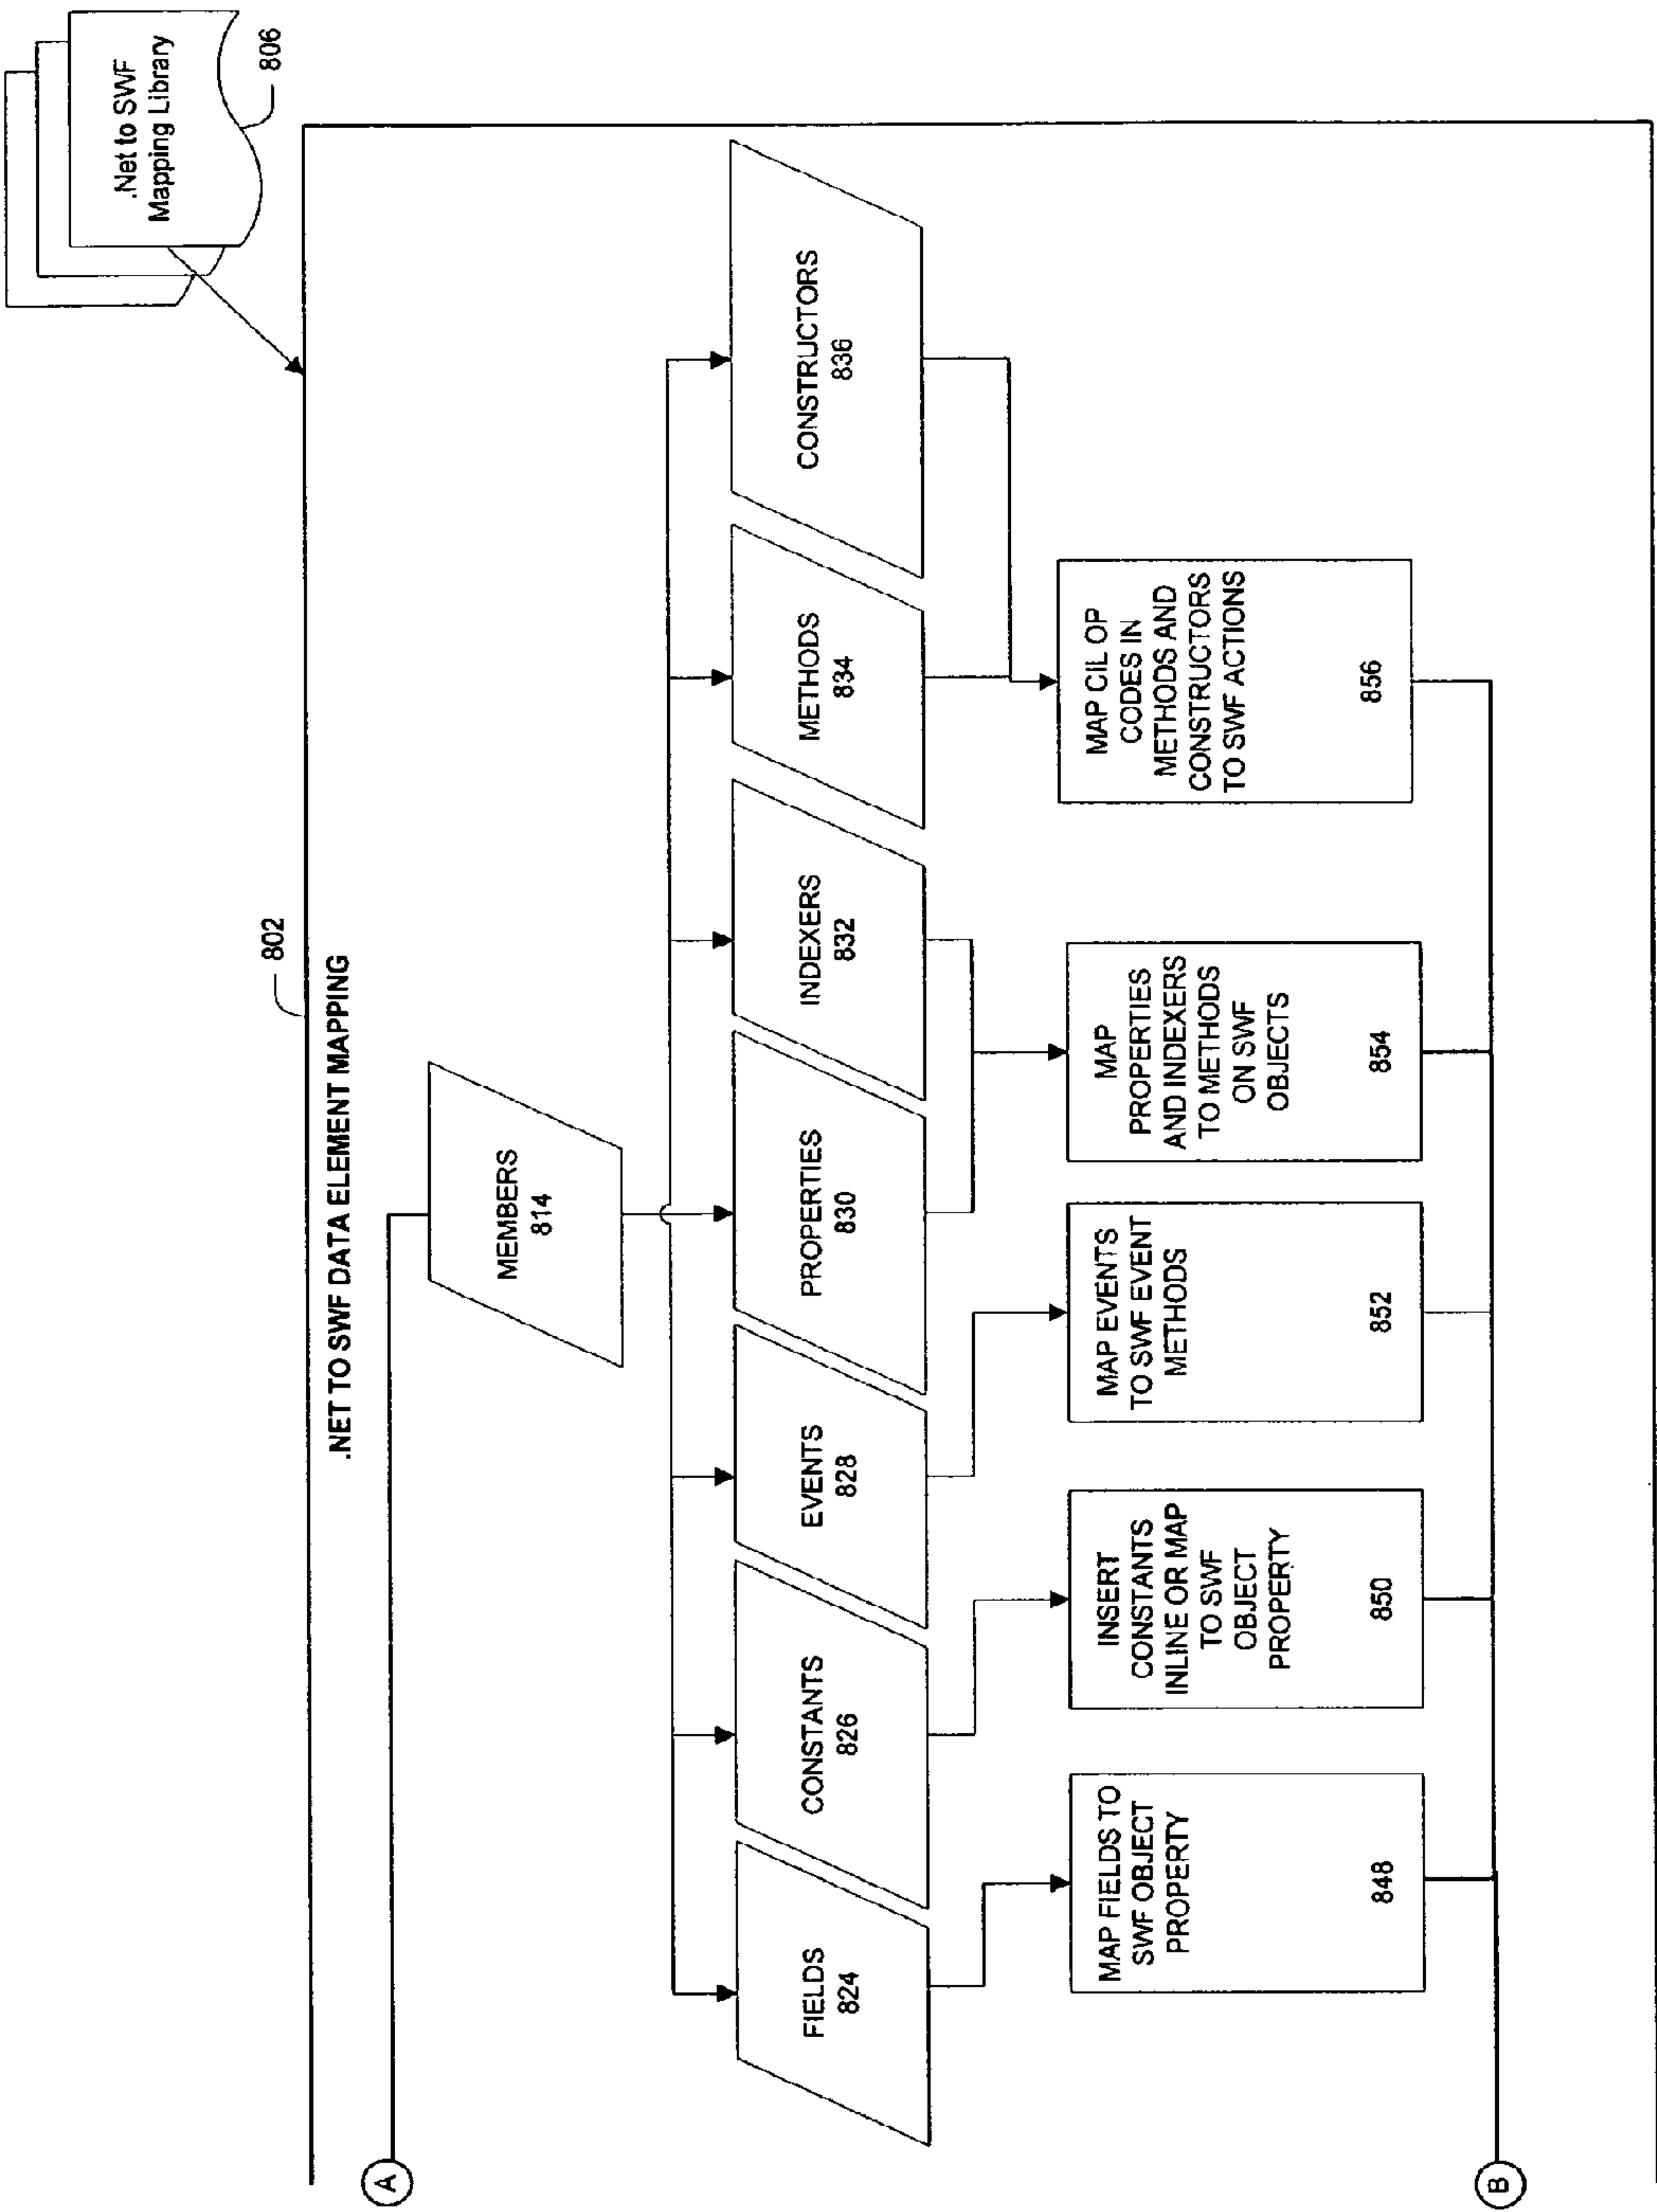 .Net to SWF
Mapping Library
806
802
.NET TO SWF DATA ELEMENT MAPPING
A
MEMBERS
814
FIELDS
824
CONSTANTS
826
EVENTS
828
PROPERTIES
830
INDEXERS
832
METHODS
834
CONSTRUCTORS
836
MAP FIELDS TO
SWF OBJECT
PROPERTY
848
INSERT
CONSTANTS
INLINE OR MAP
TO SWF
OBJECT
PROPERTY
850
MAP EVENTS
TO SWF EVENT
METHODS
852
MAP
PROPERTIES
AND INDEXERS
TO METHODS
ON SWF
OBJECTS
854
MAP CIL OP
CODES IN
METHODS AND
CONSTRUCTORS
TO SWF ACTIONS
856
B